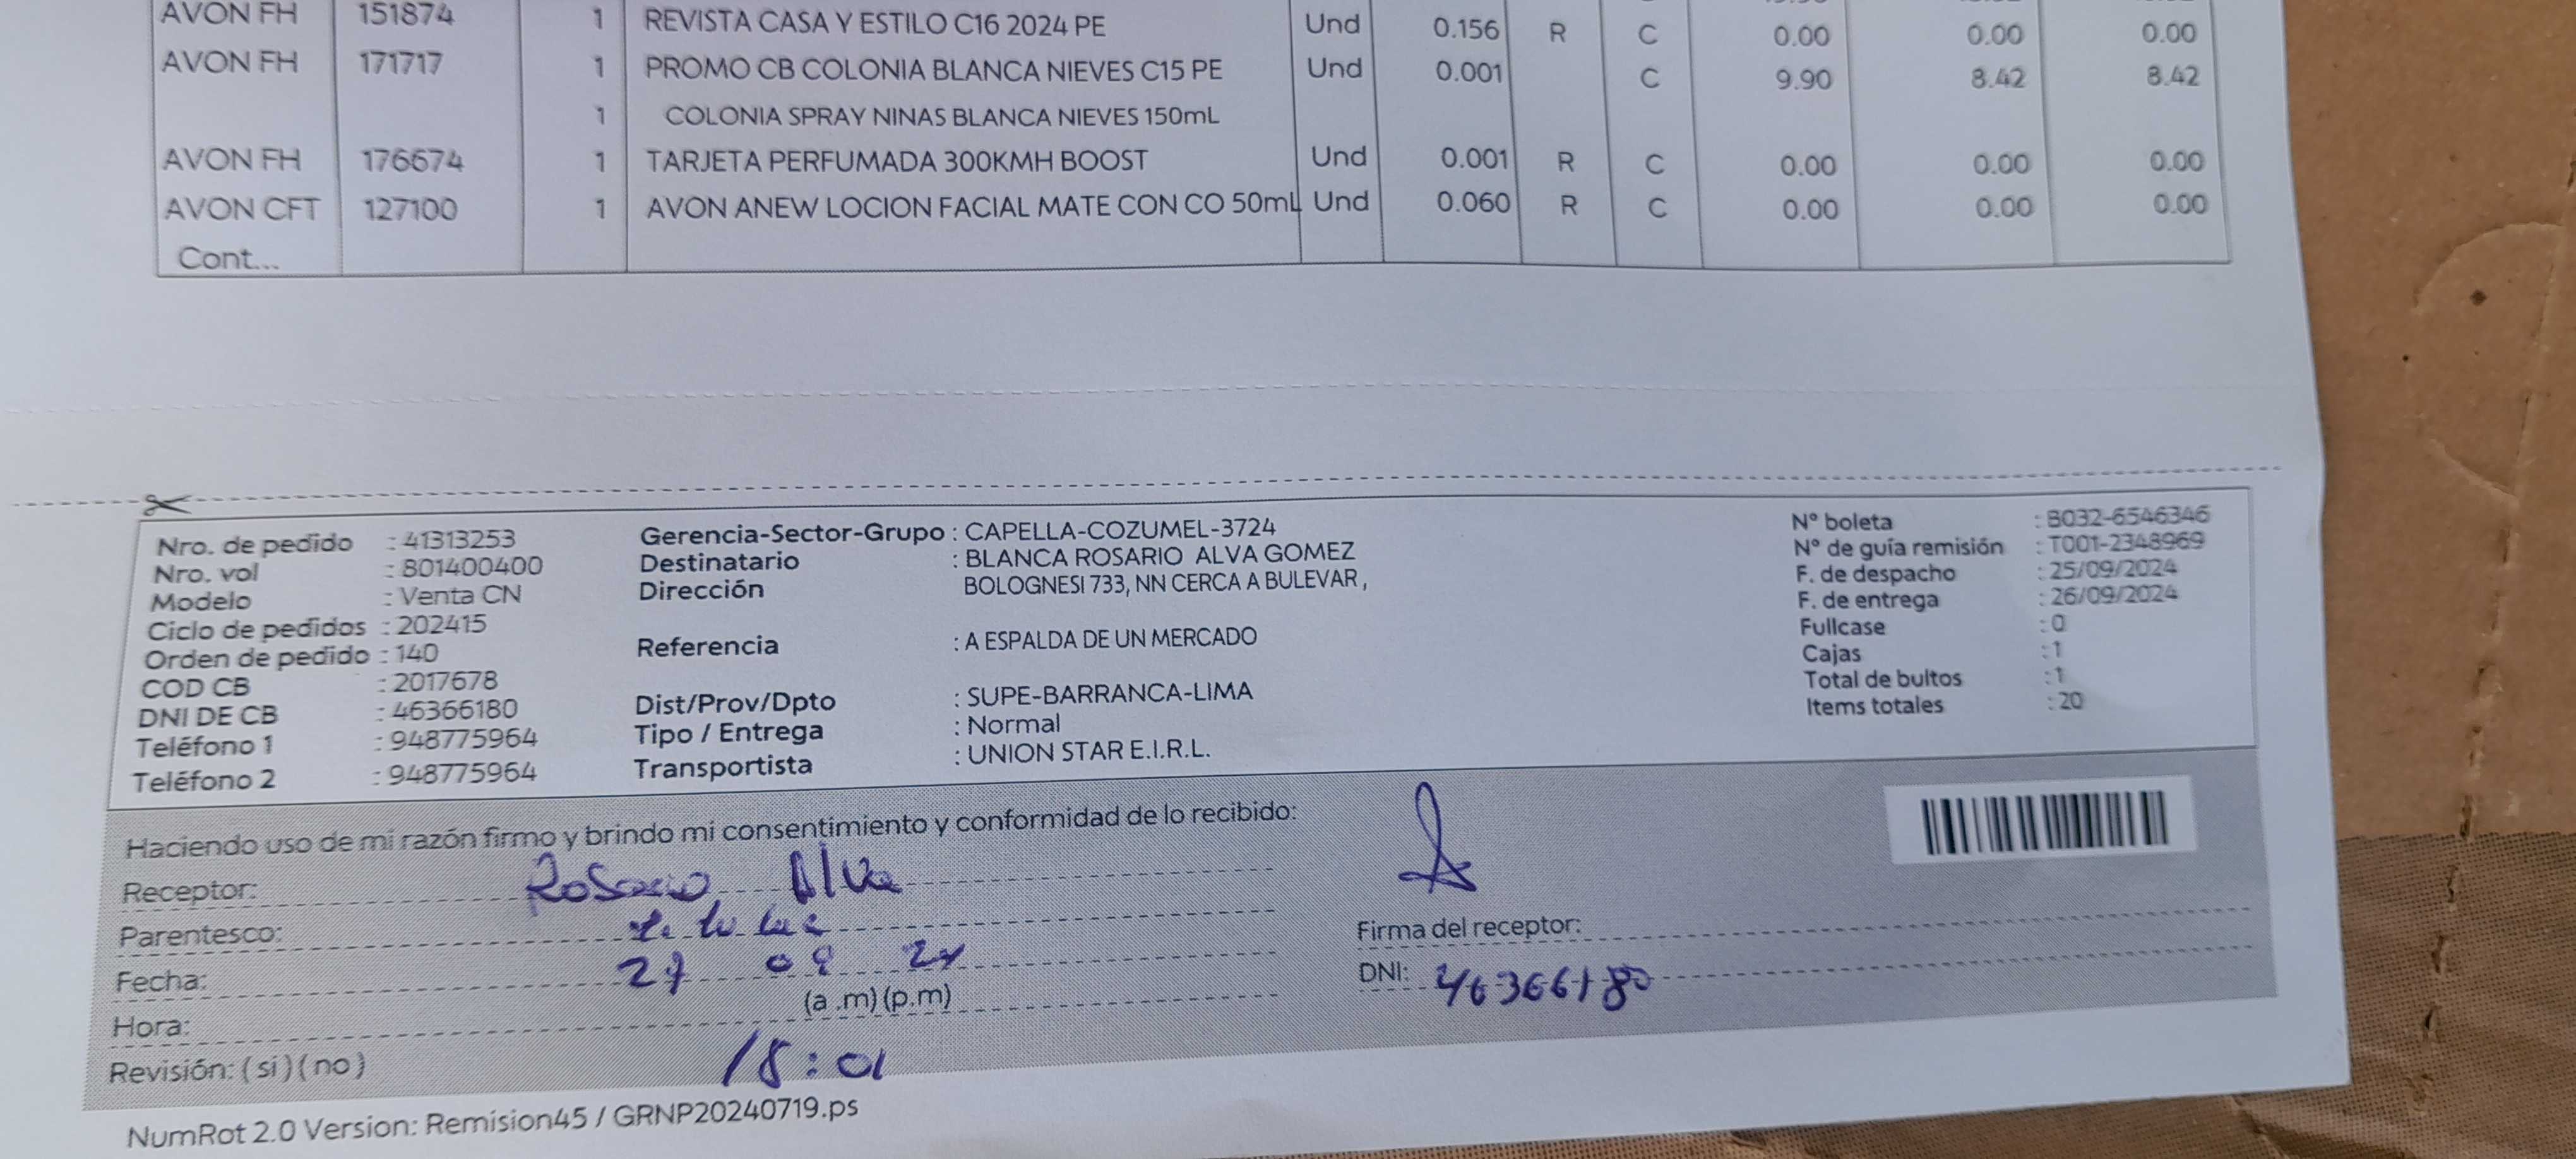 AVON FH 151874 1 REVISTA CASA Y ESTILO C16 2024 PE Und 0.156 R C 0.00 0.00 0.00
AVON FH 171717 1 PROMO CB COLONIA BLANCA NIEVES C15 PE Und 0.001 C 9.90 8.42 8.42
1 COLONIA SPRAY NINAS BLANCA NIEVES 150mL
AVON FH 176674 1 TARJETA PERFUMADA 300KMH BOOST Und 0.001 R C 0.00 0.00 0.00
AVON CFT 127100 1 AVON ANEW LOCION FACIAL MATE CON CO 50mL Und 0.060 R C 0.00 0.00 0.00
Cont...
Nro. de pedido : 41313253
Nro. vol : 801400400
Modelo : Venta CN
Ciclo de pedidos : 202415
Orden de pedido : 140
COD CB : 2017678
DNI DE CB : 46366180
Teléfono 1 : 948775964
Teléfono 2 : 948775964
Gerencia-Sector-Grupo : CAPELLA-COZUMEL-3724
Destinatario : BLANCA ROSARIO ALVA GOMEZ
Dirección BOLOGNESI 733, NN CERCA A BULEVAR ,
Referencia : A ESPALDA DE UN MERCADO
Dist/Prov/Dpto : SUPE-BARRANCA-LIMA
Tipo / Entrega : Normal
Transportista : UNION STAR E.I.R.L.
N° boleta : B032-6546346
N° de guía remisión : T001-2348969
F. de despacho : 25/09/2024
F. de entrega : 26/09/2024
Fullcase : 0
Cajas : 1
Total de bultos : 1
Items totales : 20
Haciendo uso de mi razón firmo y brindo mi consentimiento y conformidad de lo recibido:
Receptor: Rosario Alva
Parentesco: titular
Fecha: 27 09 24
Hora: (a .m) (p.m)
Revisión: ( si ) ( no ) 18:01
Firma del receptor:
DNI: 46366180
NumRot 2.0 Version: Remision45 / GRNP20240719.ps